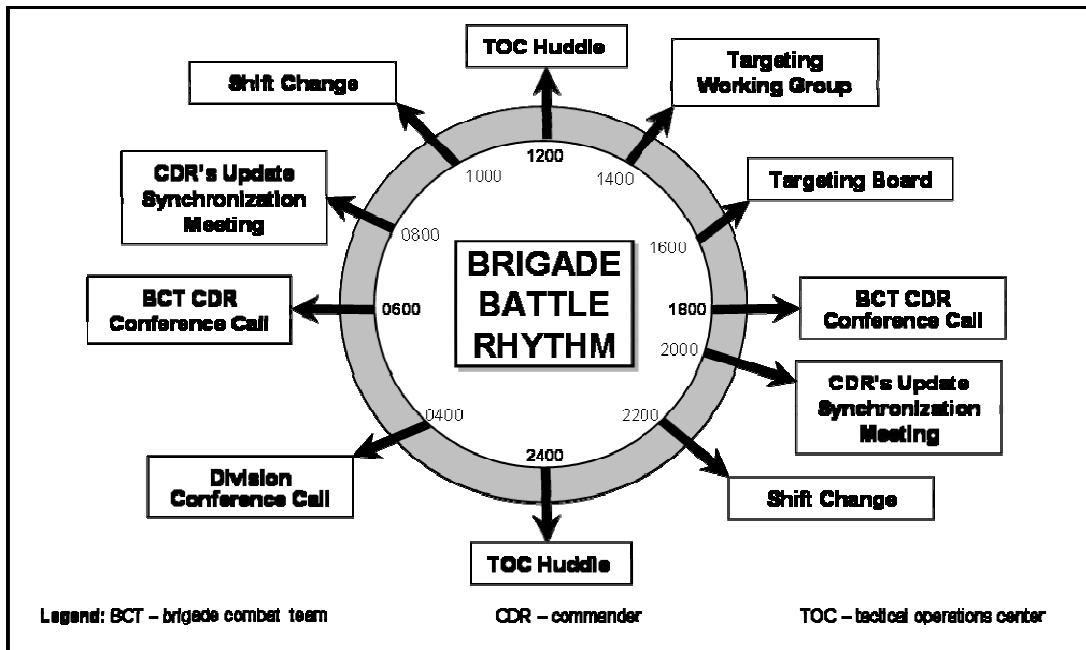 TOC Huddle
Targeting
Working Group
Shift Change
1200
1000
1400
CDR's Update
Synchronization
Meeting
Targeting Board
0800
1600
BRIGADE
BATTLE
RHYTHM
BCT CDR
Conference Call
0600
1800
BCT CDR
Conference Call
2000
CDR's Update
Synchronization
Meeting
0400
2200
2400
Division
Conference Call
Shift Change
TOC Huddle
Legend: BCT – brigade combat team
CDR – commander
TOC – tactical operations center